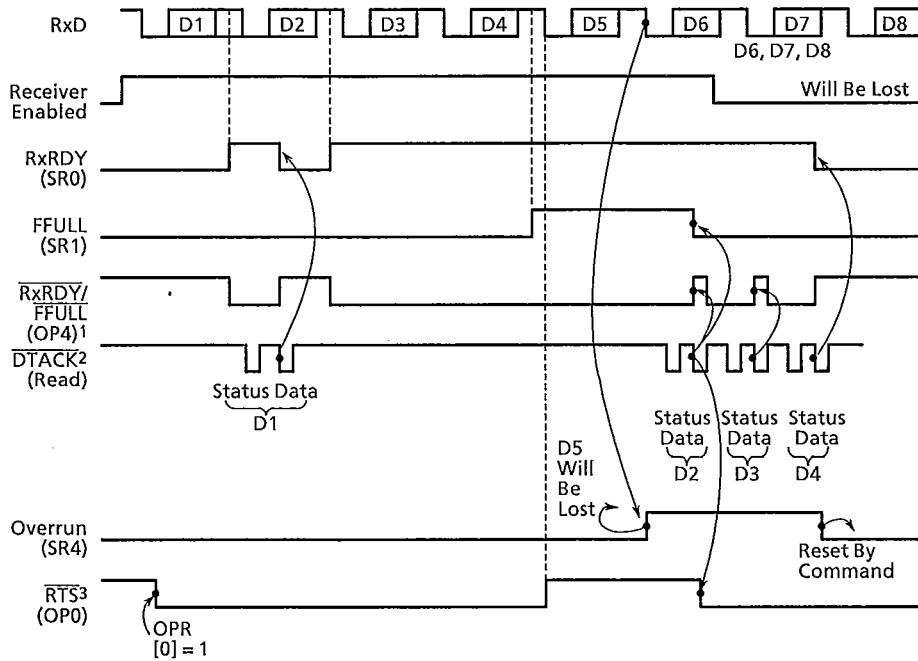 RxD
D1
D2
D3
D4
D5
D6
D7
D8
D6, D7, D8
Receiver
Enabled
Will Be Lost
RxRDY
(SR0)
FFULL
(SR1)
RxRDY/
FFULL
(OP4)1
DTACK2
(Read)
Status Data
D1
Status
Data
D2
Status
Data
D3
Status
Data
D4
D5
Will
Be
Lost
Overrun
(SR4)
Reset By
Command
RTS3
(OP0)
OPR
[0] = 1